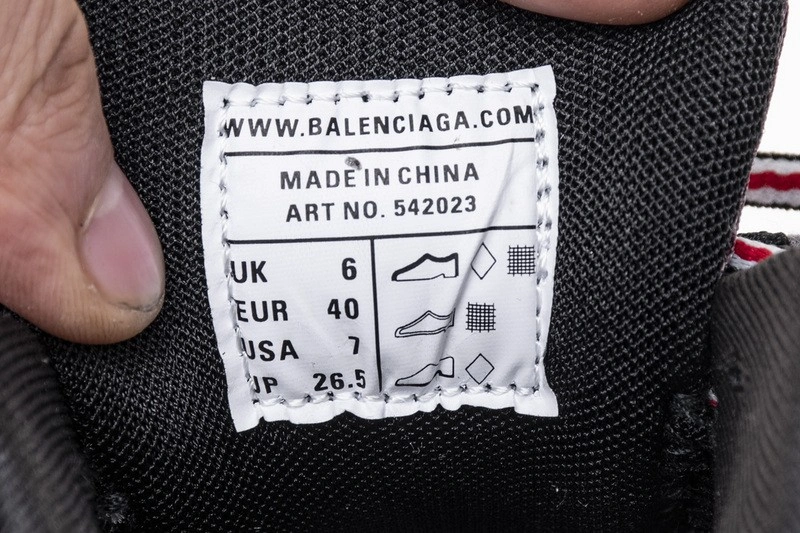 WWW.BALENCIAGA.COM
MADE IN CHINA
ART NO. 542023
UK 6
EUR 40
USA 7
JP 26.5